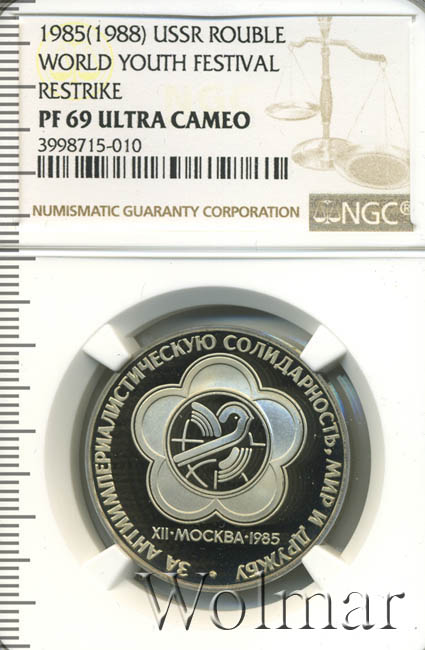 1985(1988) USSR ROUBLE
WORLD YOUTH FESTIVAL
RESTRIKE
PF 69 ULTRA CAMEO
3998715-010
NGC
NUMISMATIC GUARANTY CORPORATION
NGC®
• ЗА АНТИИМПЕРИАЛИСТИЧЕСКУЮ СОЛИДАРНОСТЬ, МИР И ДРУЖБУ
XII•МОСКВА•1985
Wolmar